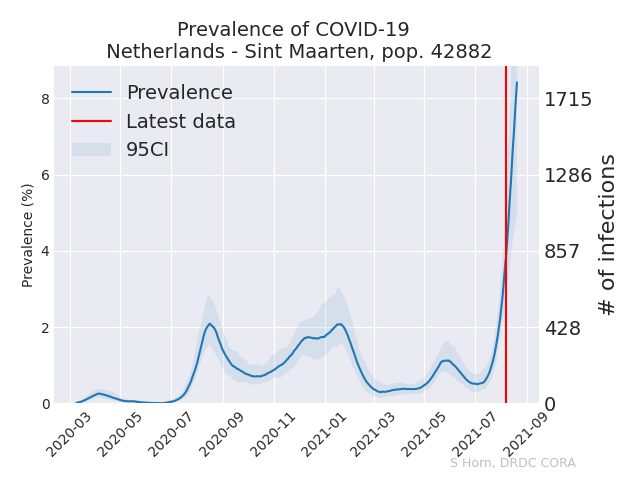 Prevalence of COVID-19
Netherlands - Sint Maarten, pop. 42882
Prevalence
Latest data
95CI
Prevalence (%)
8
6
4
2
0
1715
1286
857
428
0
# of infections
2020-03
2020-05
2020-07
2020-09
2020-11
2021-01
2021-03
2021-05
2021-07
2021-09
S Horn, DRDC CORA